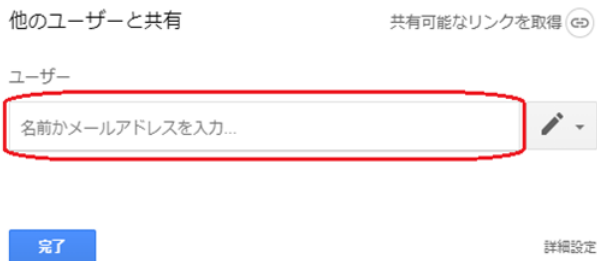 他のユーザーと共有
共有可能なリンクを取得
ユーザー
名前かメールアドレスを入力...
完了
詳細設定